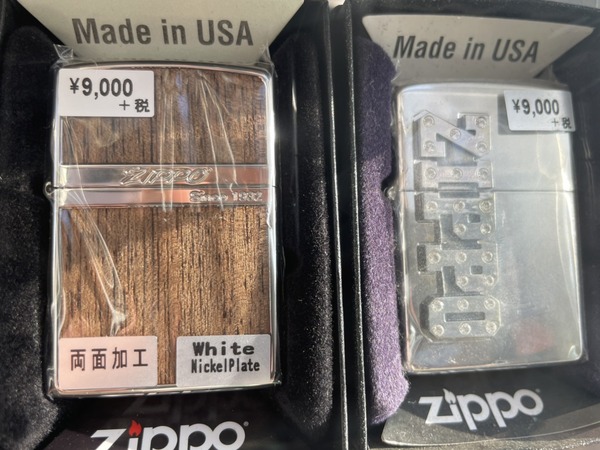 Made in USA
¥9,000
+税
ZIPPO
Since 1932
両面加工
White
NickelPlate
zippo
Made in USA
¥9,000
+税
ZIPPO
zippo